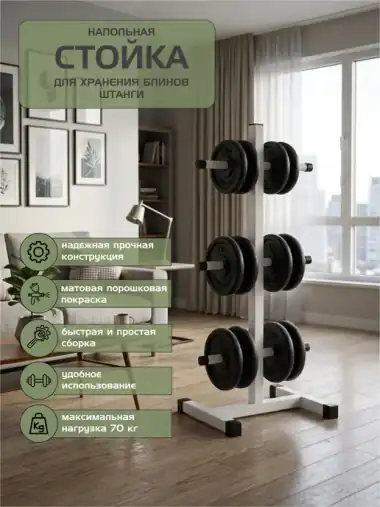 НАПОЛЬНАЯ
СТОЙКА
ДЛЯ ХРАНЕНИЯ БЛИНОВ
ШТАНГИ
надежная прочная
конструкция
матовая порошковая
покраска
быстрая и простая
сборка
удобное
использование
Kg
максимальная
нагрузка 70 кг